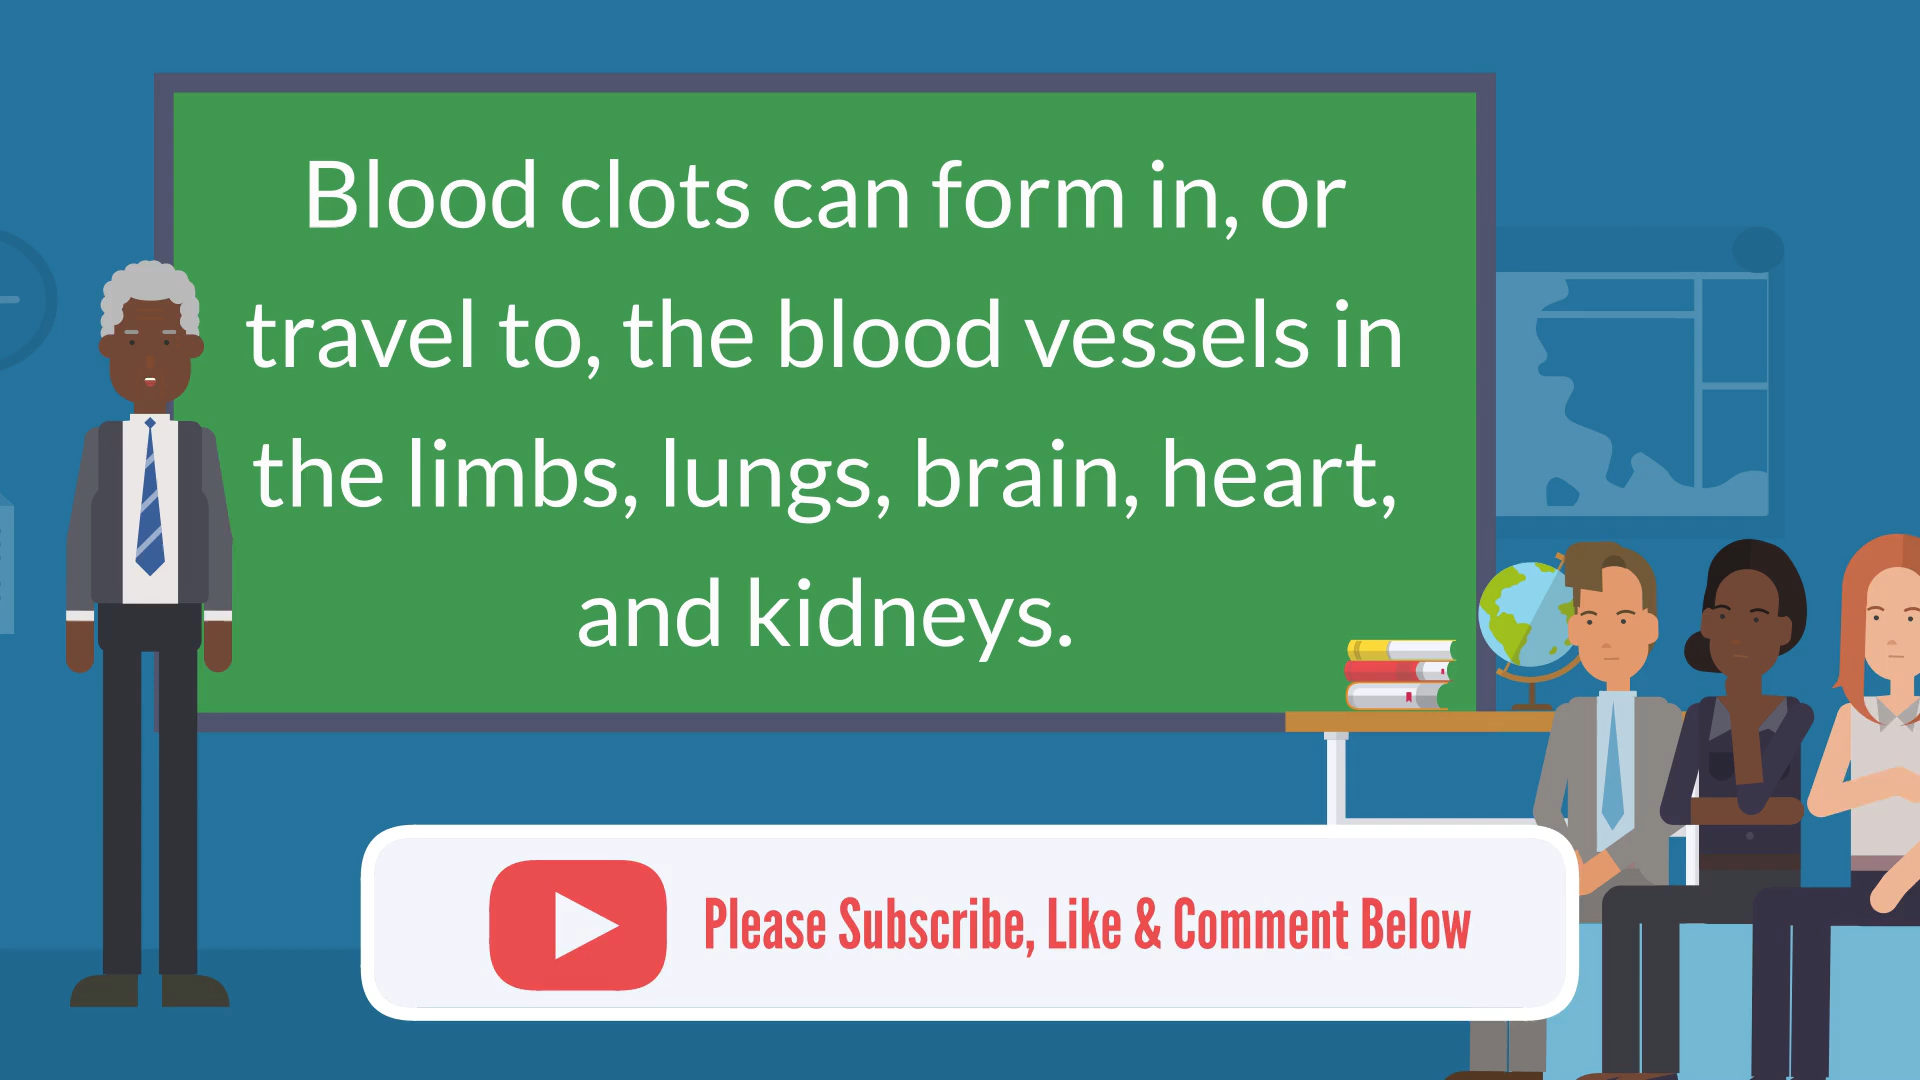 Blood clots can form in, or
travel to, the blood vessels in
the limbs, lungs, brain, heart,
and kidneys.
Please Subscribe, Like & Comment Below